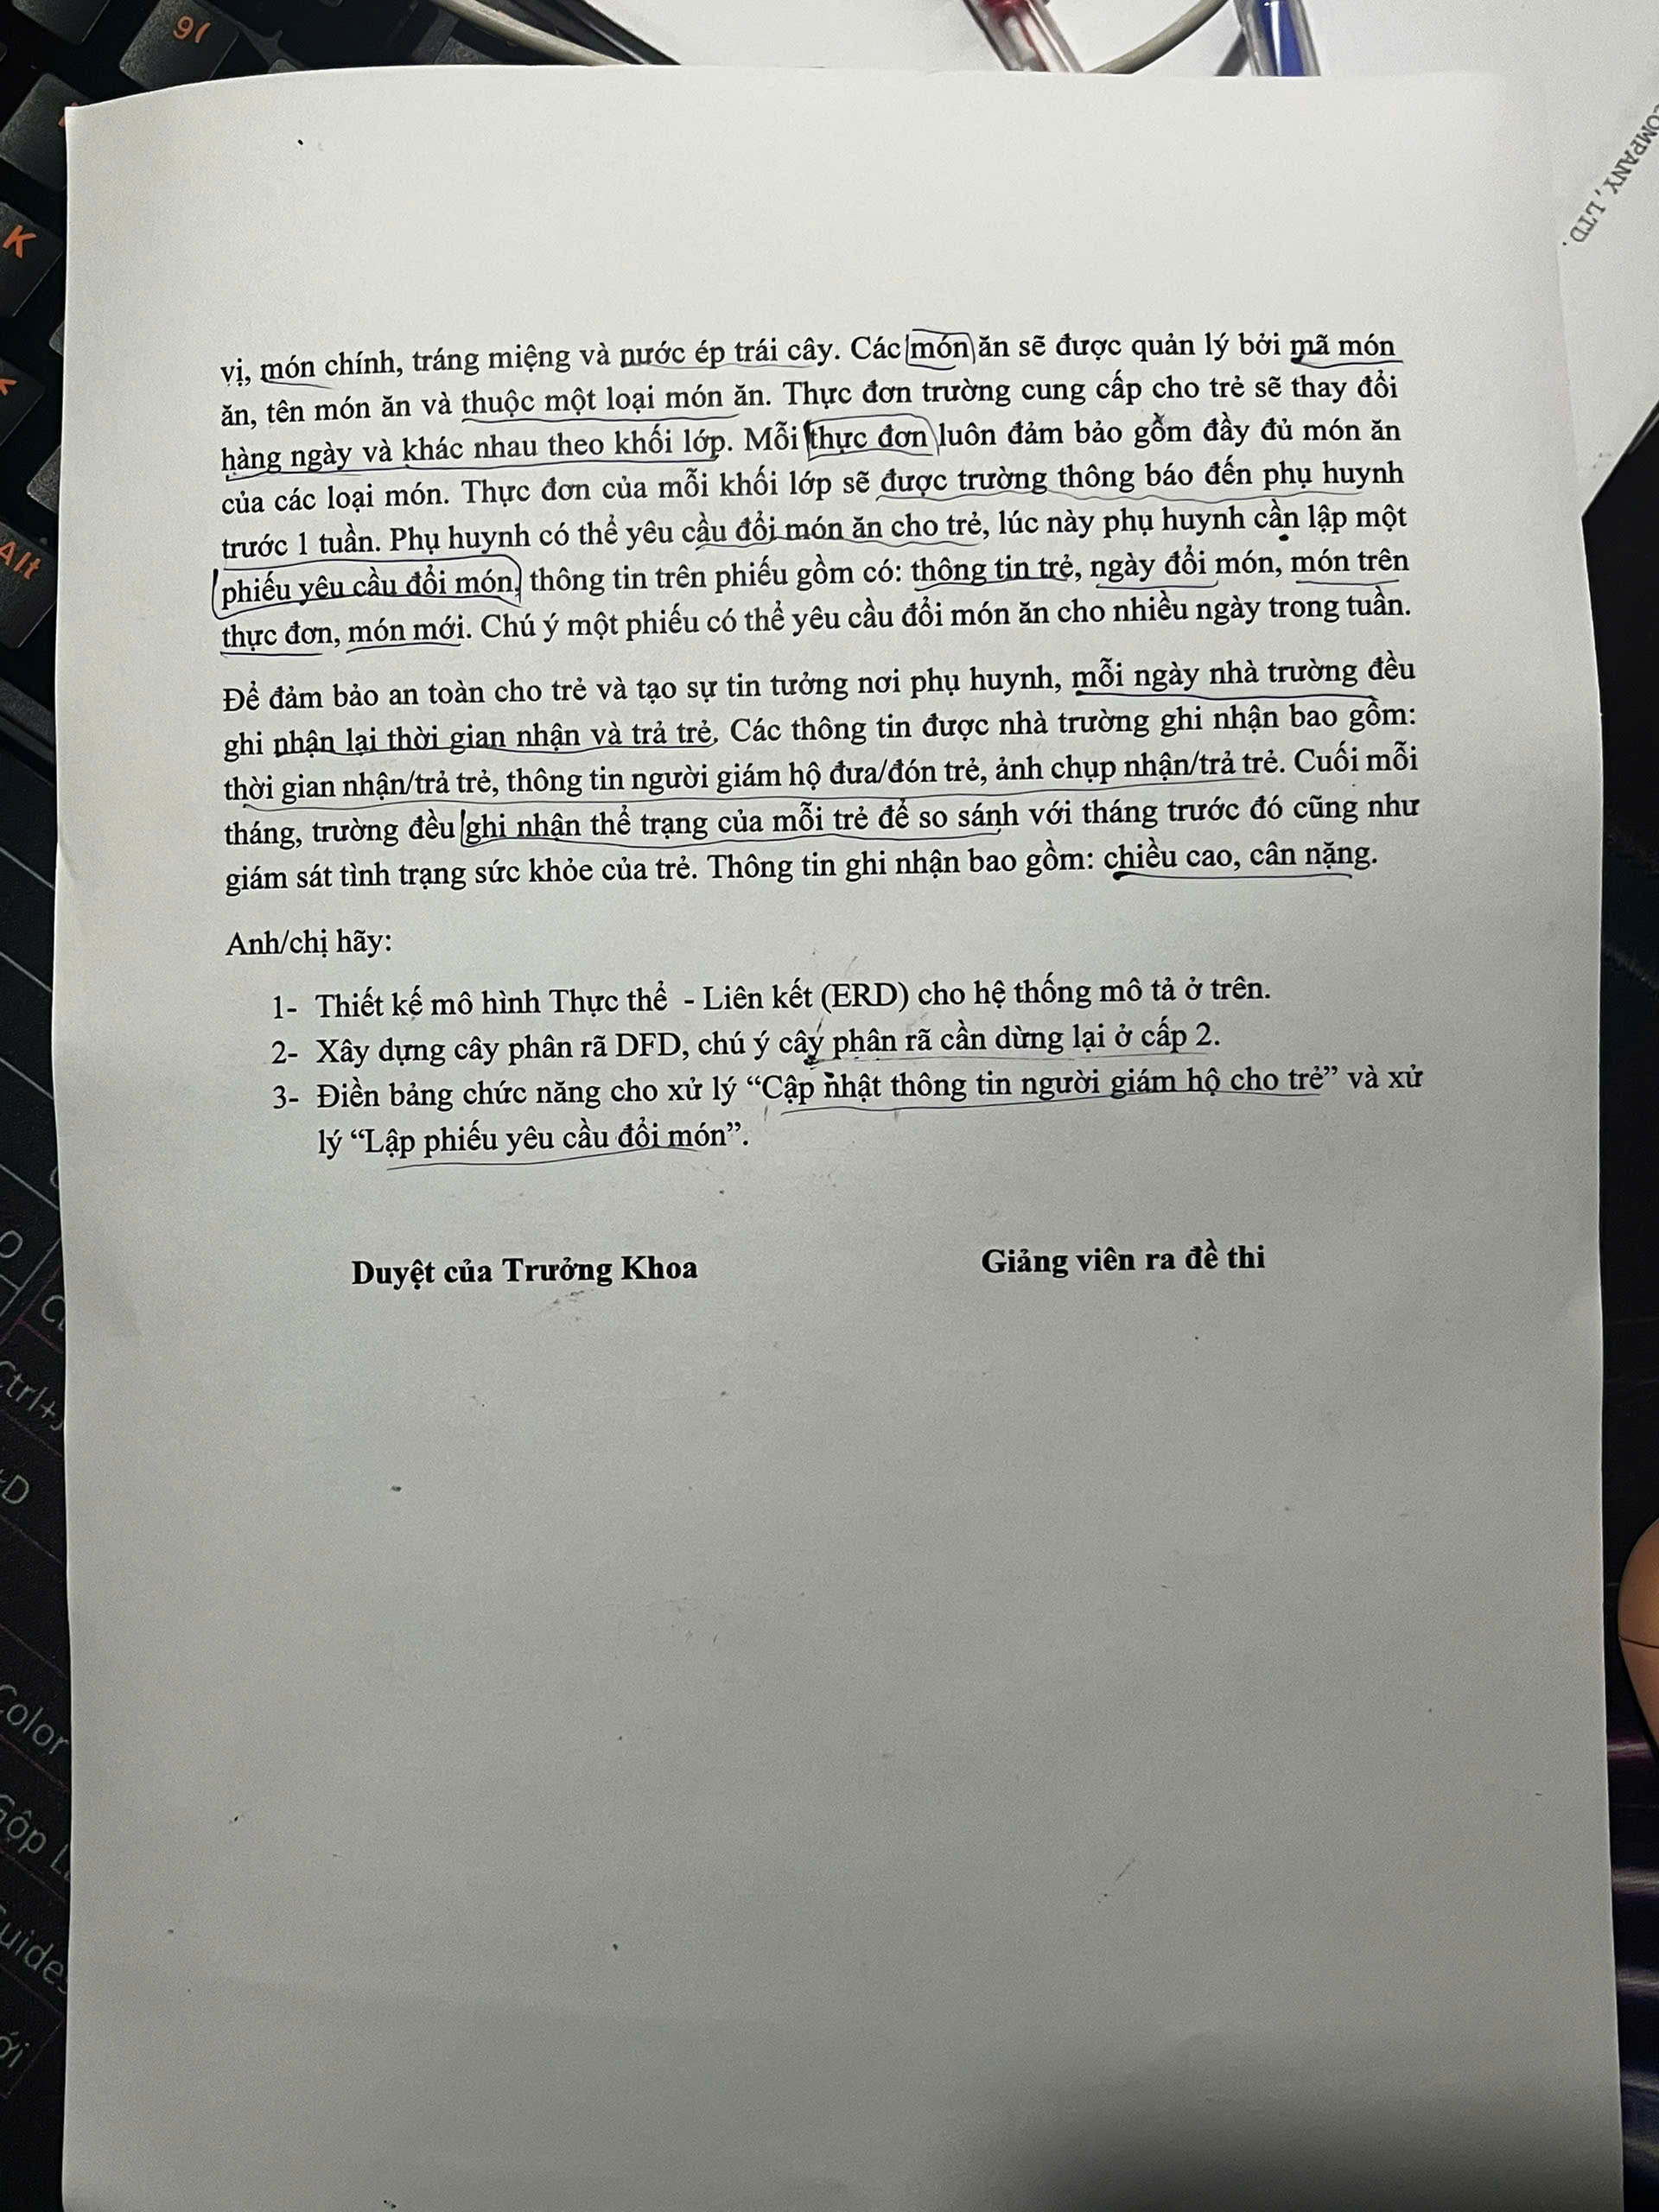 COMPANY, LTD.
vị, món chính, tráng miệng và nước ép trái cây. Các món ăn sẽ được quản lý bởi mã món
ăn, tên món ăn và thuộc một loại món ăn. Thực đơn trường cung cấp cho trẻ sẽ thay đổi
hàng ngày và khác nhau theo khối lớp. Mỗi thực đơn luôn đảm bảo gồm đầy đủ món ăn
của các loại món. Thực đơn của mỗi khối lớp sẽ được trường thông báo đến phụ huynh
trước 1 tuần. Phụ huynh có thể yêu cầu đổi món ăn cho trẻ, lúc này phụ huynh cần lập một
phiếu yêu cầu đổi món, thông tin trên phiếu gồm có: thông tin trẻ, ngày đổi món, món trên
thực đơn, món mới. Chú ý một phiếu có thể yêu cầu đổi món ăn cho nhiều ngày trong tuần.
Để đảm bảo an toàn cho trẻ và tạo sự tin tưởng nơi phụ huynh, mỗi ngày nhà trường đều
ghi nhận lại thời gian nhận và trả trẻ. Các thông tin được nhà trường ghi nhận bao gồm:
thời gian nhận/trả trẻ, thông tin người giám hộ đưa/đón trẻ, ảnh chụp nhận/trả trẻ. Cuối mỗi
tháng, trường đều ghi nhận thể trạng của mỗi trẻ để so sánh với tháng trước đó cũng như
giám sát tình trạng sức khỏe của trẻ. Thông tin ghi nhận bao gồm: chiều cao, cân nặng.
Anh/chị hãy:
1- Thiết kế mô hình Thực thể - Liên kết (ERD) cho hệ thống mô tả ở trên.
2- Xây dựng cây phân rã DFD, chú ý cây phân rã cần dừng lại ở cấp 2.
3- Điền bảng chức năng cho xử lý “Cập nhật thông tin người giám hộ cho trẻ” và xử
lý “Lập phiếu yêu cầu đổi món”.
Duyệt của Trưởng Khoa
Giảng viên ra đề thi
K
Alt
Color